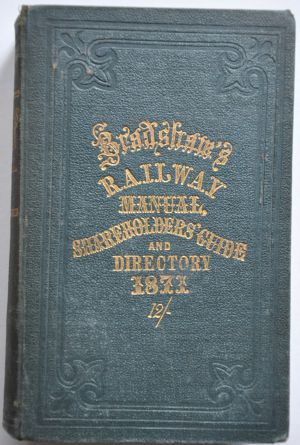 Bradshaw's
RAILWAY
MANUAL,
SHAREHOLDERS' GUIDE
AND
DIRECTORY
1871
12/-